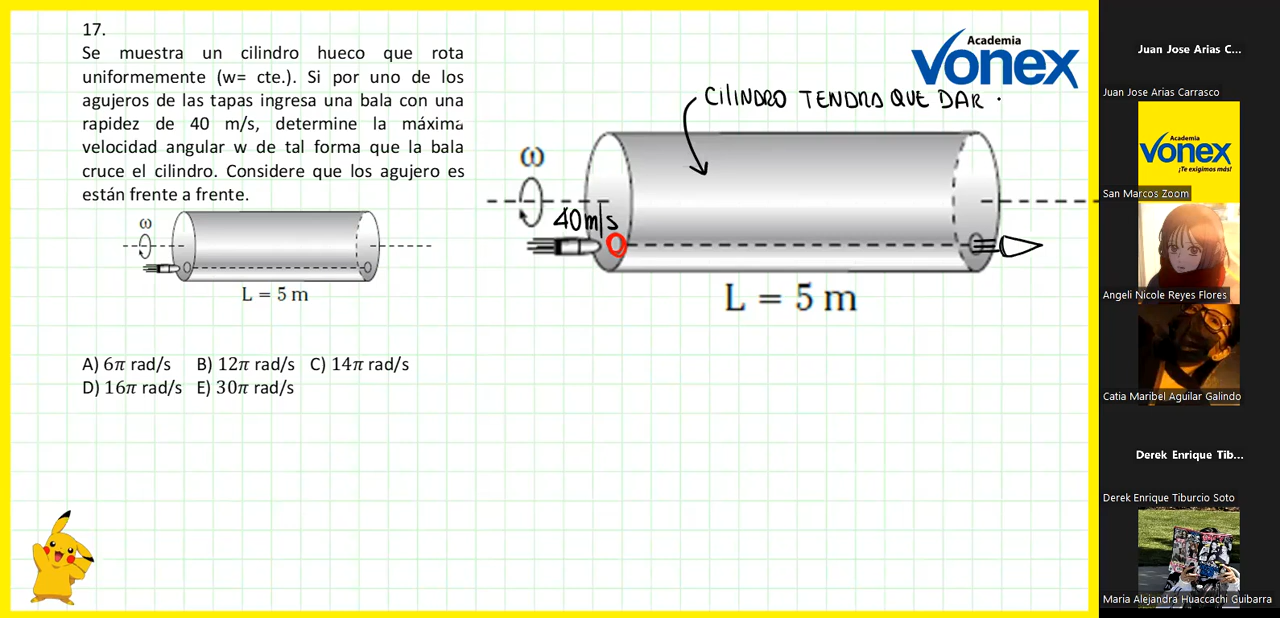 17.
Se muestra un cilindro hueco que rota
uniformemente (w= cte.). Si por uno de los
agujeros de las tapas ingresa una bala con una
rapidez de 40 m/s, determine la máxima
velocidad angular w de tal forma que la bala
cruce el cilindro. Considere que los agujero es
están frente a frente.
ω
L = 5 m
A) 6π rad/s B) 12π rad/s C) 14π rad/s
D) 16π rad/s E) 30π rad/s
Academia
vonex
CILINDRO TENDRA QUE DAR
ω
40m/s
L = 5 m
Juan Jose Arias C...
Juan Jose Arias Carrasco
Academia
vonex
¡Te exigimos más!
San Marcos Zoom
Angeli Nicole Reyes Flores
Catia Maribel Aguilar Galindo
Derek Enrique Tib...
Derek Enrique Tiburcio Soto
Maria Alejandra Huaccachi Guibarra